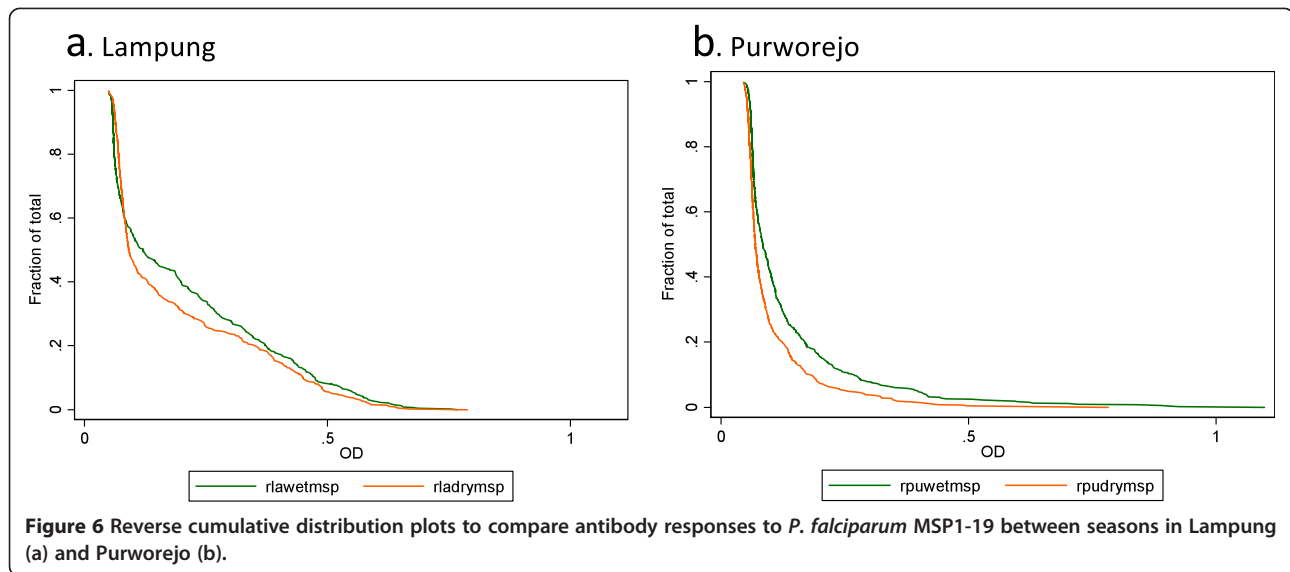 a. Lampung
Fraction of total
0 .2 .4 .6 .8 1
0 .5 1
OD
rlawetmsp rladrymsp
b. Purworejo
Fraction of total
0 .2 .4 .6 .8 1
0 .5 1
OD
rpuwetmsp rpudrymsp
Figure 6 Reverse cumulative distribution plots to compare antibody responses to P. falciparum MSP1-19 between seasons in Lampung
(a) and Purworejo (b).